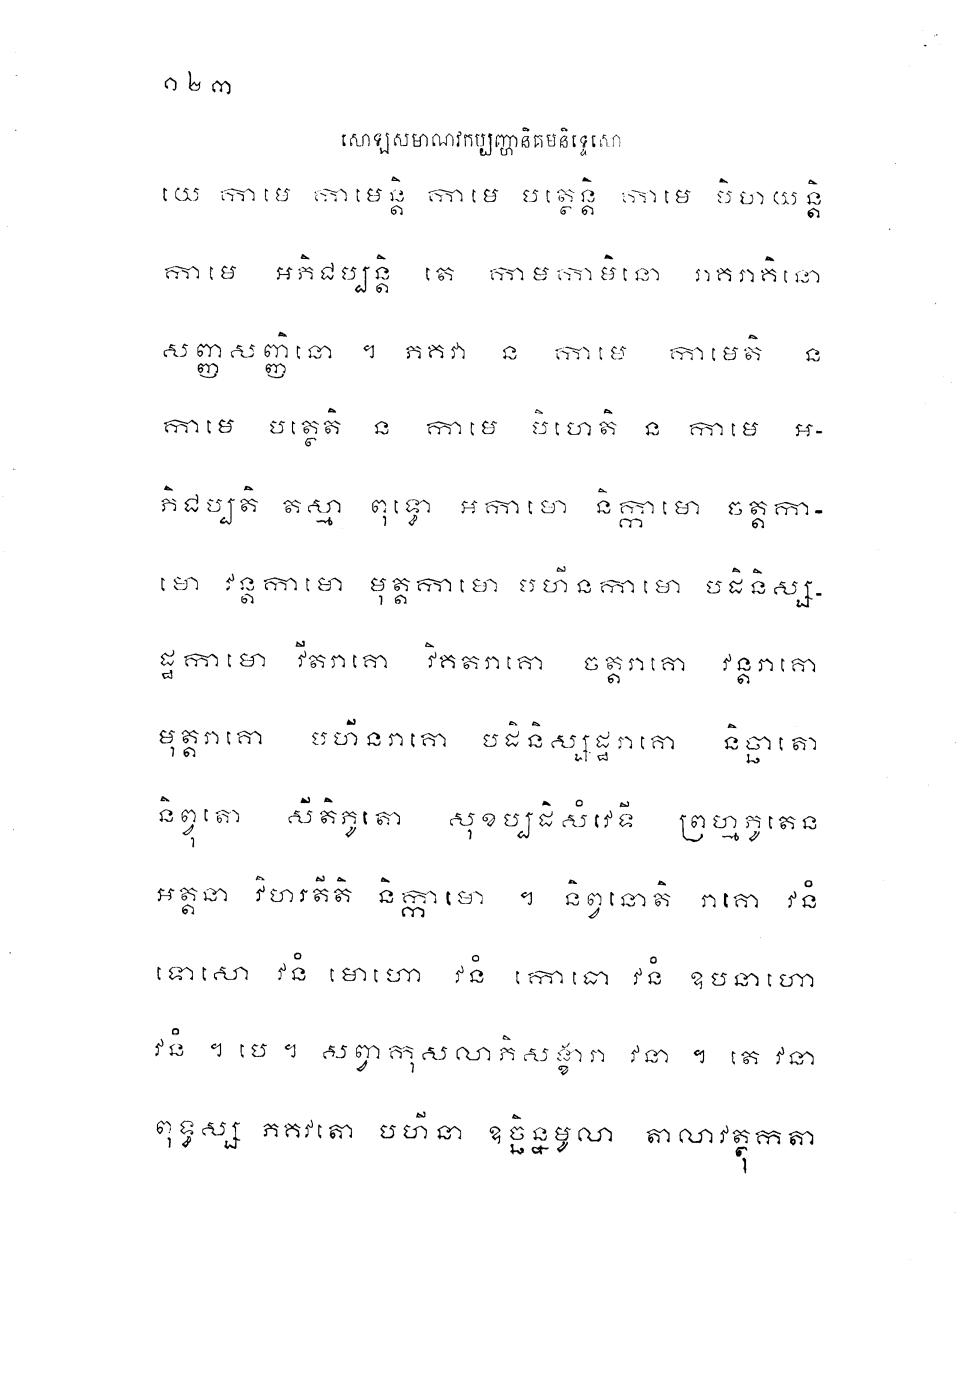 ១២៣
សោឡសមាណវកប្បញ្ហានិគមនិទ្ទេសោ
យេ កាមេ កាមេន្តិ កាមេ បត្ថេន្តិ កាមេ បិហាយន្តិ
កាមេ អភិជប្បន្តិ តេ កាមកាមិនោ រាគរាគិនោ
សញ្ញាសញ្ញិនោ ។ ភគវា ន កាមេ កាមេតិ ន
កាមេ បត្ថេតិ ន កាមេ បិហេតិ ន កាមេ អ-
ភិជប្បតិ តស្មា ពុទ្ធោ អកាមោ និក្កាមោ ចត្តកា-
មោ វន្តកាមោ មុត្តកាមោ បហីនកាមោ បដិនិស្ស-
ដ្ឋកាមោ វីតរាគោ វិគតរាគោ ចត្តរាគោ វន្តរាគោ
មុត្តរាគោ បហីនរាគោ បដិនិស្សដ្ឋរាគោ និច្ឆាតោ
និព្វុតោ សីតិភូតោ សុខប្បដិសំវេទី ព្រហ្មភូតេន
អត្តនា វិហរតីតិ និក្កាមោ ។ និព្វនោតិ រាគោ វនំ
ទោសោ វនំ មោហោ វនំ កោធោ វនំ ឧបនាហោ
វនំ ។ បេ ។ សព្វាកុសលាភិសង្ខារា វនា ។ តេ វនា
ពុទ្ធស្ស ភគវតោ បហីនា ឧច្ឆិន្នមូលា តាលាវត្ថុកតា